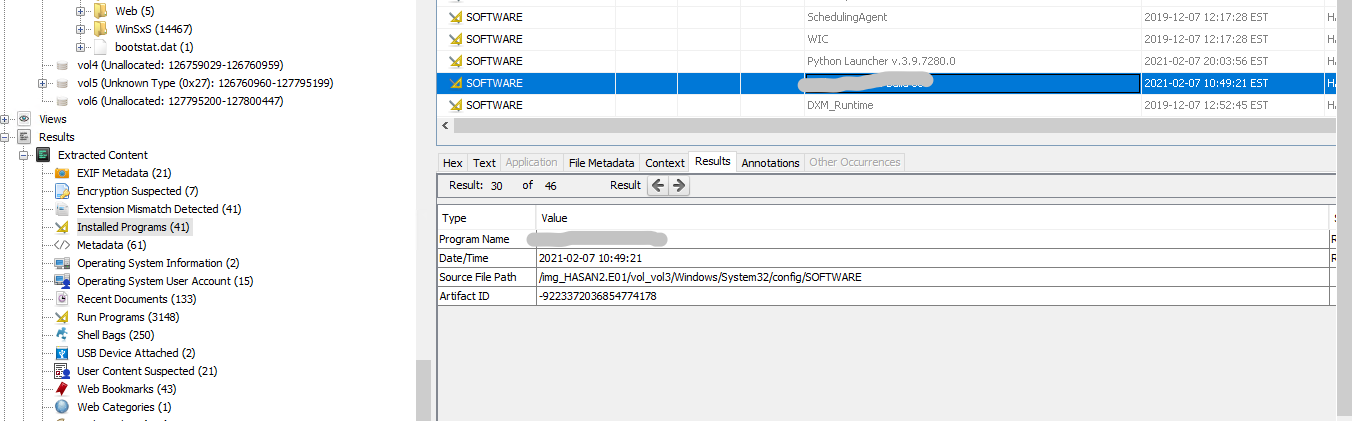 Web (5)
WinSxS (14467)
bootstat.dat (1)
vol4 (Unallocated: 126759029-126760959)
vol5 (Unknown Type (0x27): 126760960-127795199)
vol6 (Unallocated: 127795200-127800447)
Views
Results
Extracted Content
EXIF Metadata (21)
Encryption Suspected (7)
Extension Mismatch Detected (41)
Installed Programs (41)
Metadata (61)
Operating System Information (2)
Operating System User Account (15)
Recent Documents (133)
Run Programs (3148)
Shell Bags (250)
USB Device Attached (2)
User Content Suspected (21)
Web Bookmarks (43)
Web Categories (1)
SOFTWARE SchedulingAgent 2019-12-07 12:17:28 EST
SOFTWARE WIC 2019-12-07 12:17:28 EST
SOFTWARE Python Launcher v.3.9.7280.0 2021-02-07 20:03:56 EST
SOFTWARE 2021-02-07 10:49:21 EST
SOFTWARE DXM_Runtime 2019-12-07 12:52:45 EST
Hex Text Application File Metadata Context Results Annotations Other Occurrences
Result: 30 of 46 Result
Type Value
Program Name
Date/Time 2021-02-07 10:49:21
Source File Path /img_HASAN2.E01/vol_vol3/Windows/System32/config/SOFTWARE
Artifact ID -9223372036854774178